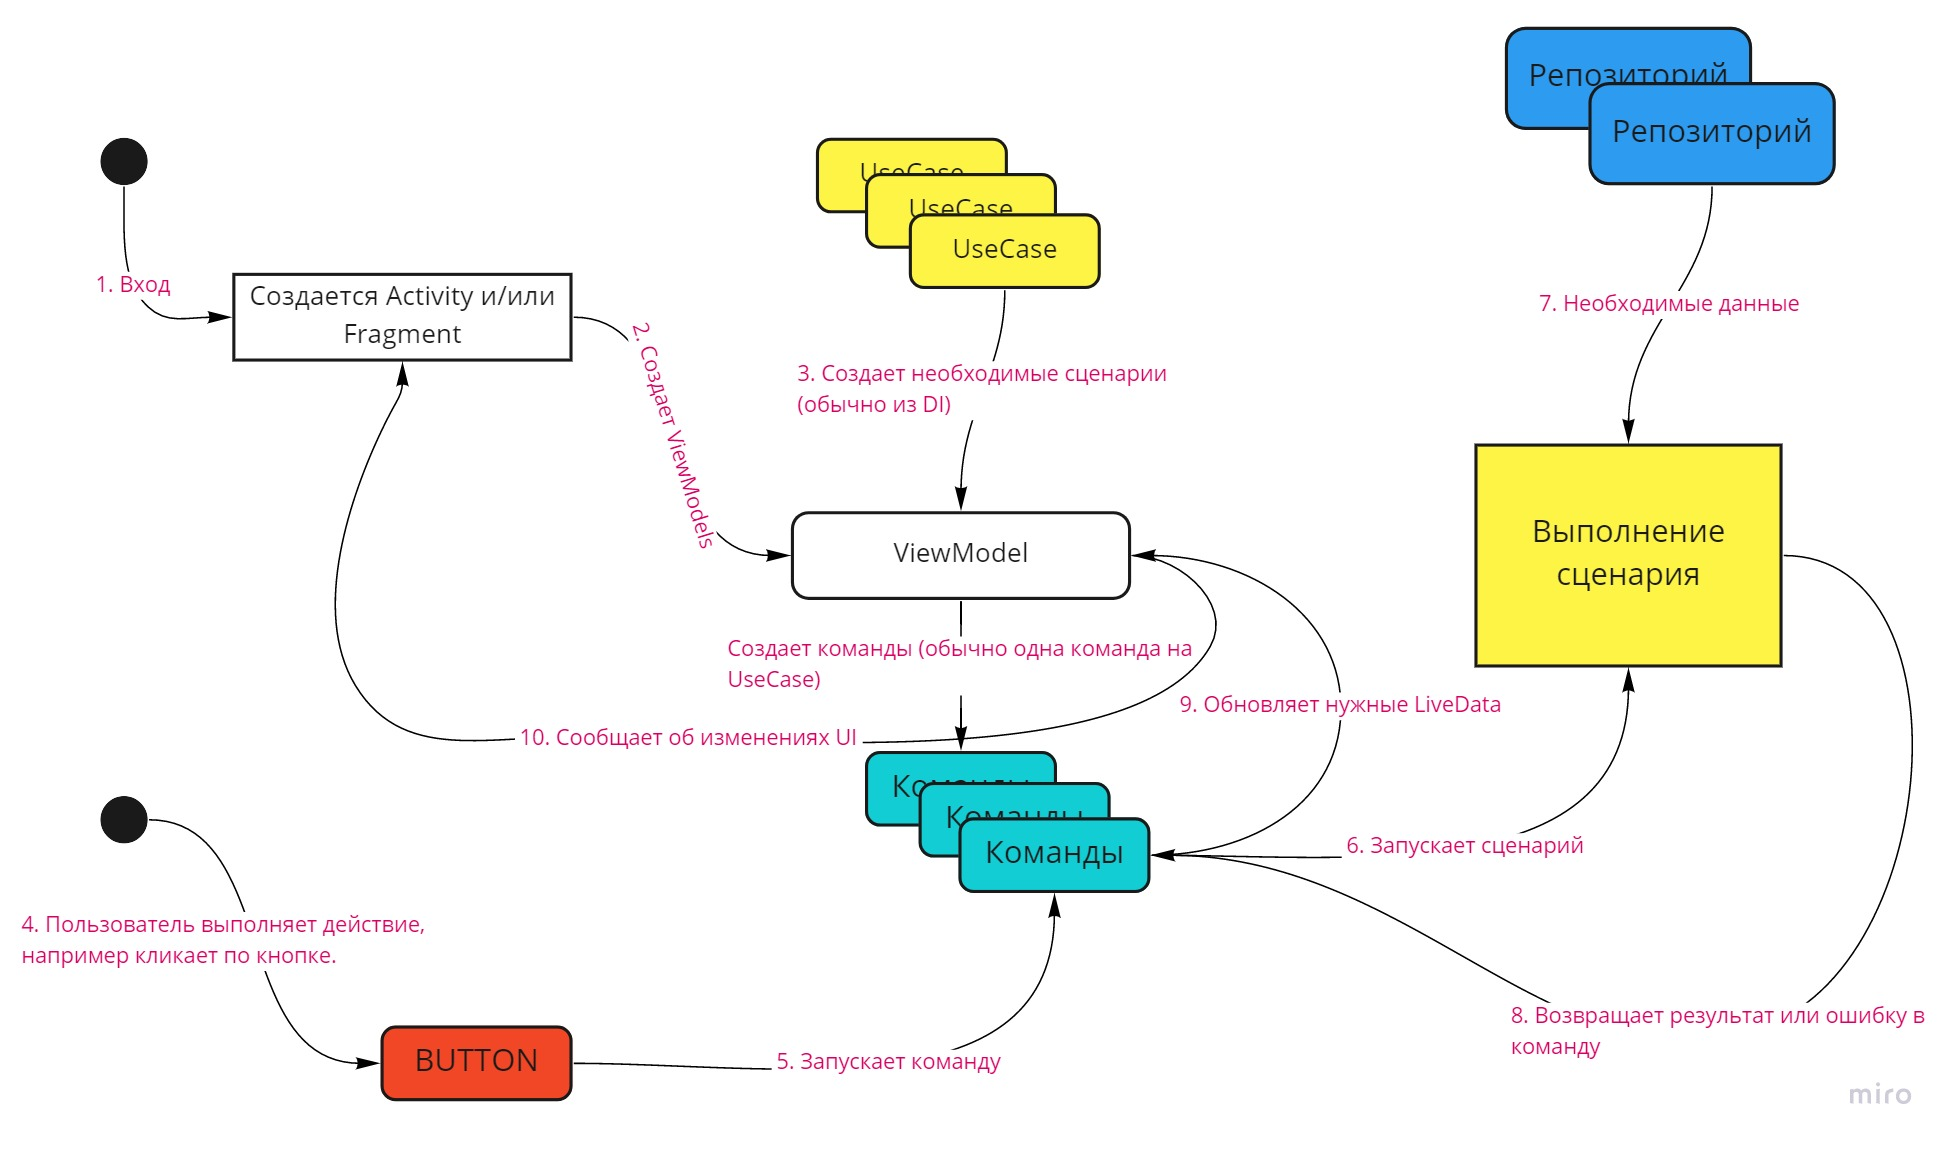 Репозиторий
Репозиторий
UseCase
UseCase
UseCase
1. Вход
Создается Activity и/или
Fragment
2. Создает ViewModels
3. Создает необходимые сценарии
(обычно из DI)
7. Необходимые данные
Выполнение
сценария
ViewModel
Создает команды (обычно одна команда на
UseCase)
9. Обновляет нужные LiveData
10. Сообщает об изменениях UI
Команды
Команды
Команды
6. Запускает сценарий
4. Пользователь выполняет действие,
например кликает по кнопке.
8. Возвращает результат или ошибку в
команду
BUTTON
5. Запускает команду
miro